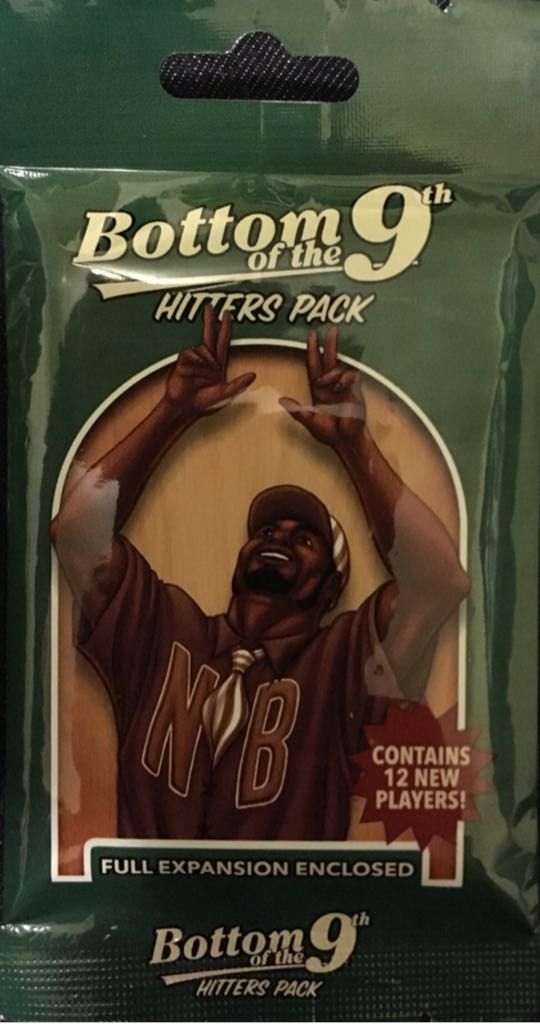 Bottom of the 9th
HITTERS PACK
N B
CONTAINS
12 NEW
PLAYERS!
FULL EXPANSION ENCLOSED
Bottom of the 9th
HITTERS PACK